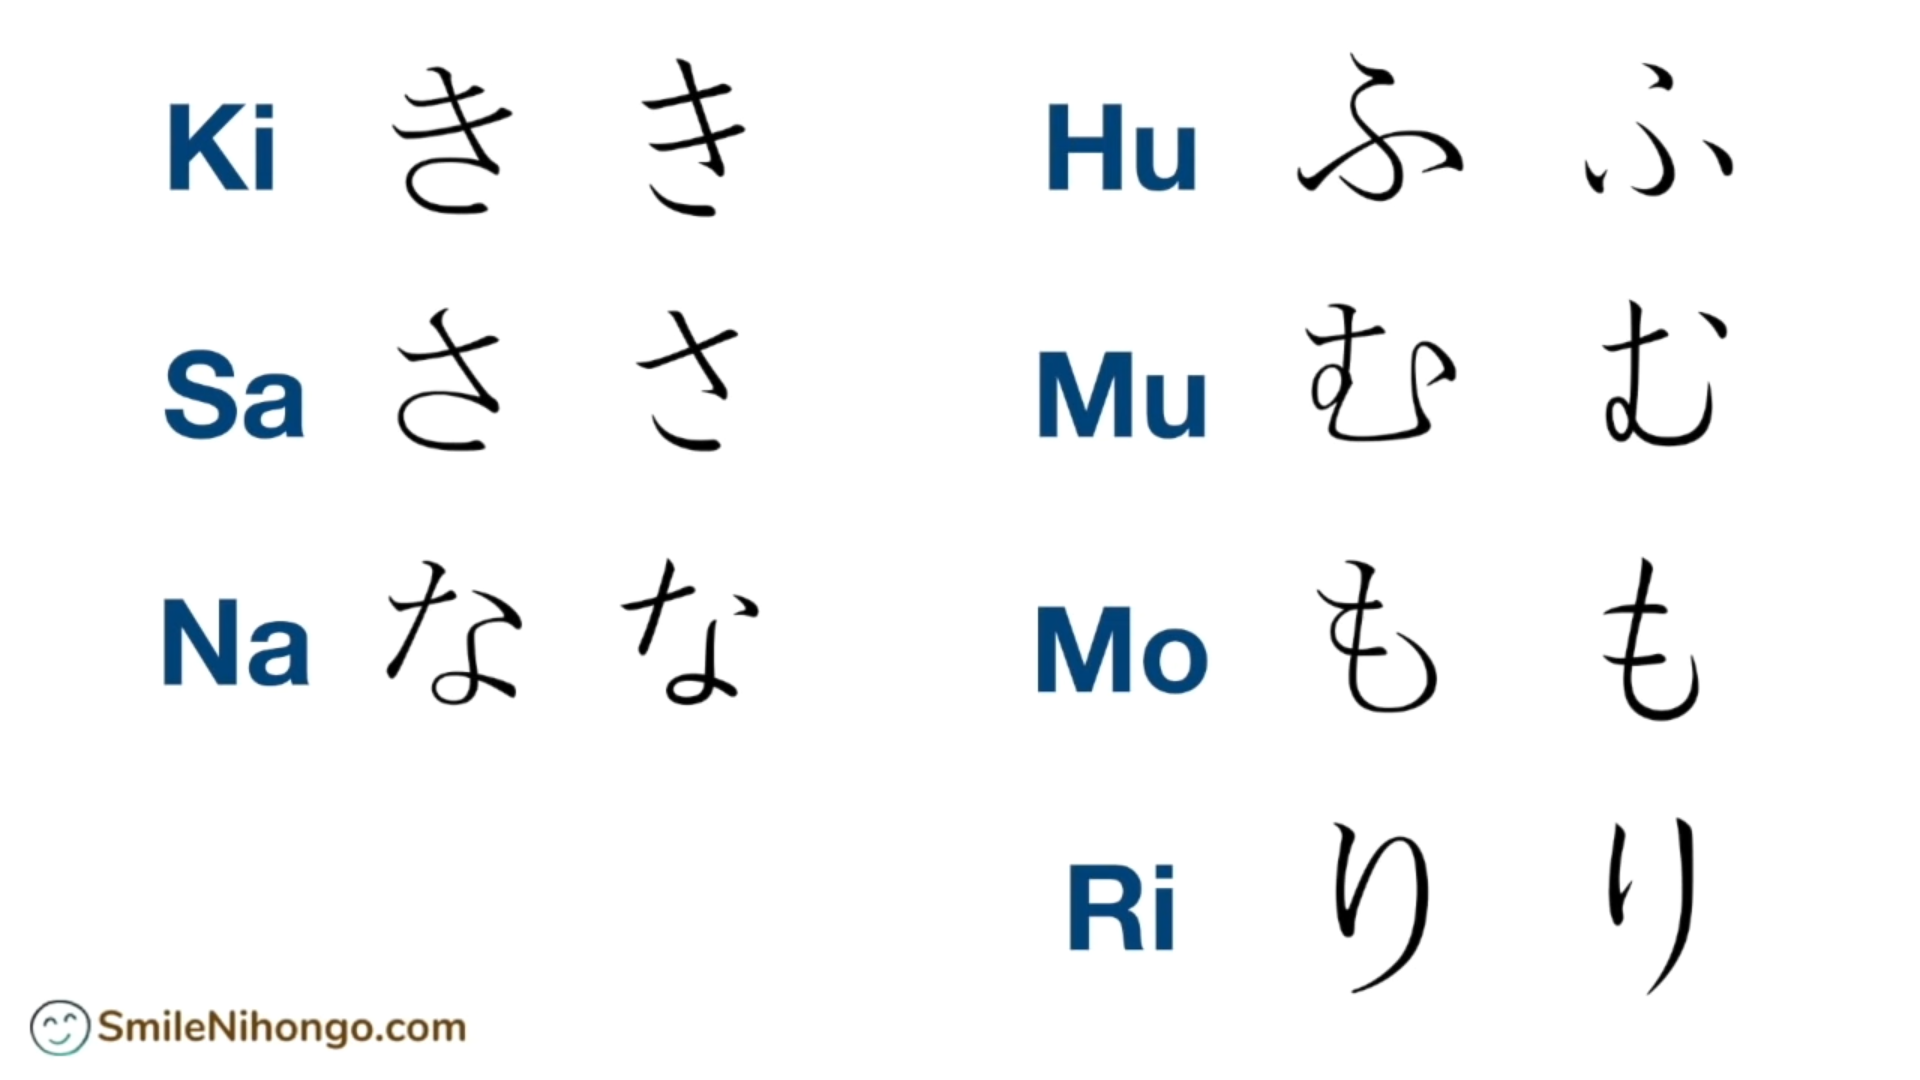 Ki き き
Sa さ さ
Na な な
Hu ふ ふ
Mu む む
Mo も も
Ri り り
SmileNihongo.com